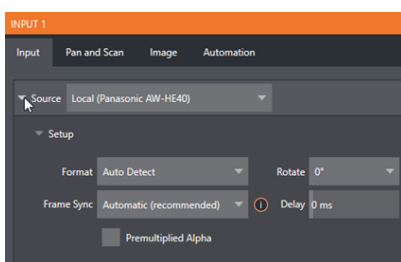 INPUT 1
Input Pan and Scan Image Automation
Source Local (Panasonic AW-HE40)
Setup
Format Auto Detect Rotate 0°
Frame Sync Automatic (recommended) Delay 0 ms
Premultiplied Alpha